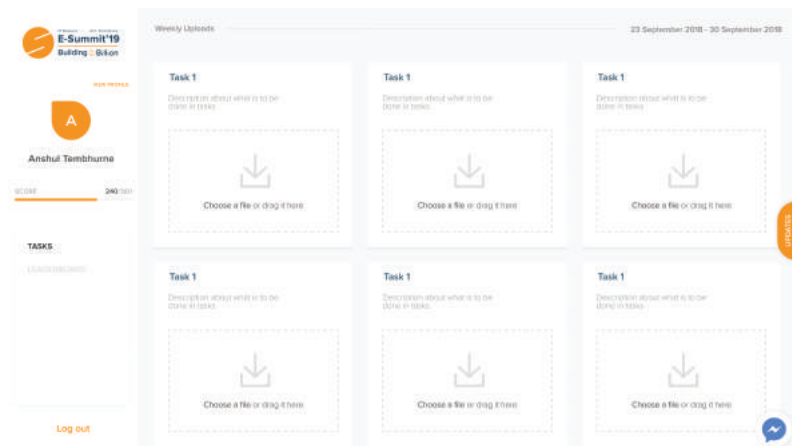 E-Summit'19
Building a Billion
VIEW PROFILE
A
Anshul Tembhurne
SCORE 240/501
TASKS
LEADERBOARD
Log out
Weekly Uploads
23 September 2018 - 30 September 2018
Task 1
Description about what is to be
done in tasks
Choose a file or drag it here
Task 1
Description about what is to be
done in tasks
Choose a file or drag it here
Task 1
Description about what is to be
done in tasks
Choose a file or drag it here
Task 1
Description about what is to be
done in tasks
Choose a file or drag it here
Task 1
Description about what is to be
done in tasks
Choose a file or drag it here
Task 1
Description about what is to be
done in tasks
Choose a file or drag it here
UPDATES